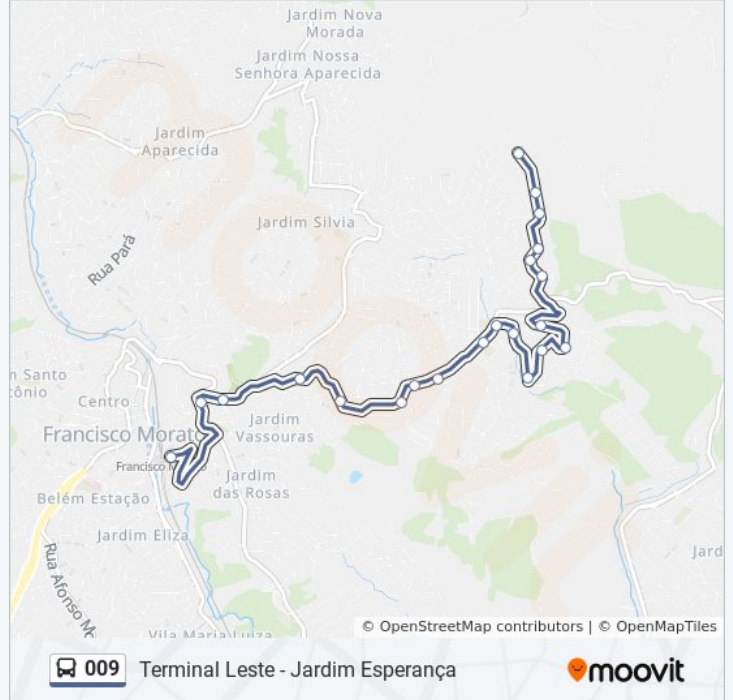 Jardim Nova
Morada
Jardim Nossa
Senhora Aparecida
Jardim
Aparecida
Jardim Silvia
Rua Pará
Centro
Francisco Morato
Francisco
Jardim
Vassouras
Jardim
das Rosas
Belém Estação
Jardim Eliza
Rua Afonso
Vila Maria Luiza
Jard
© OpenStreetMap contributors | © OpenMapTiles
009 Terminal Leste - Jardim Esperança
moovit